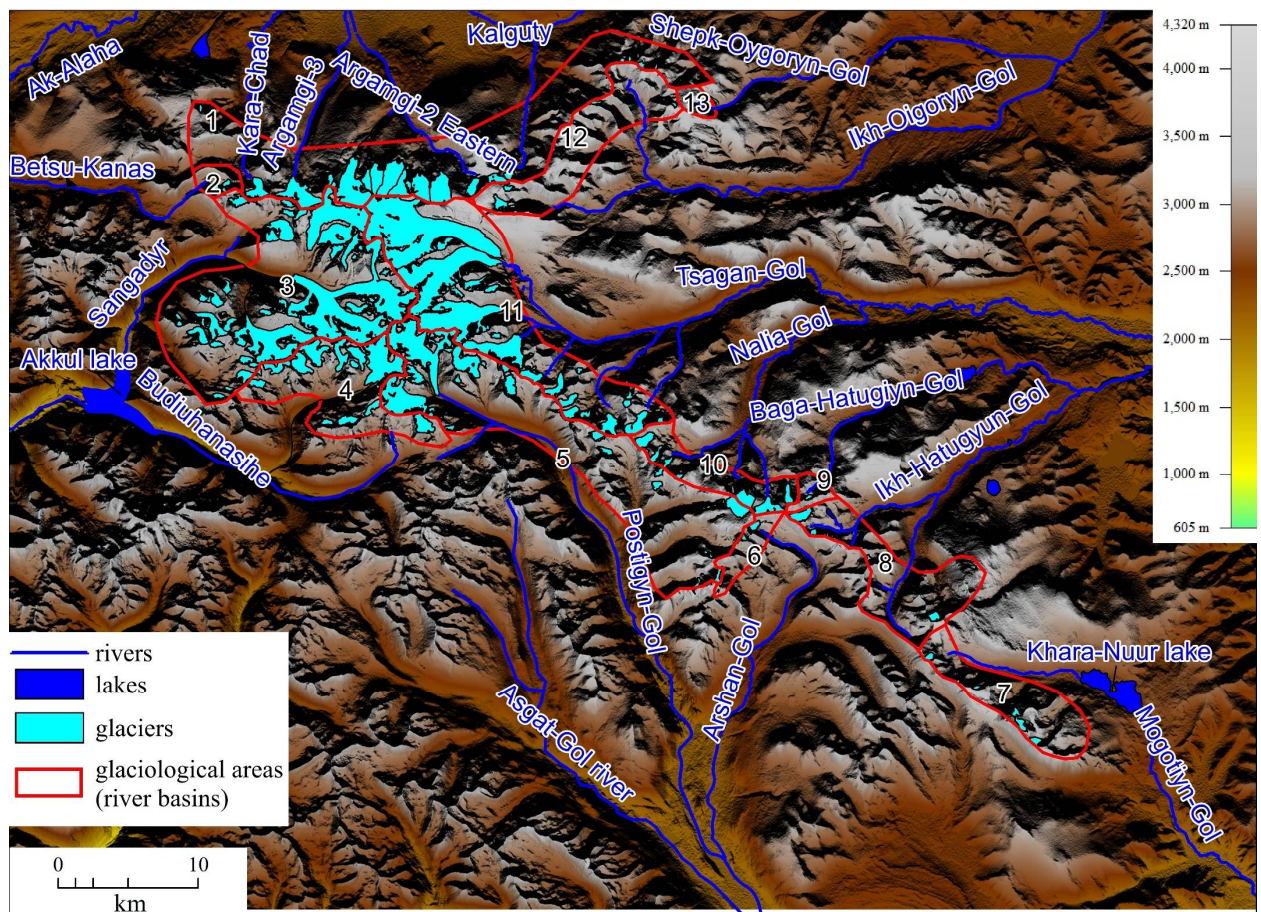 Ak-Alaha
Kara-Chad
Argamgi-3
Argamgi-2 Eastern
Kalguty
Shepk-Oygoryn-Gol
Ikh-Oigoryn-Gol
1
12
13
Betsu-Kanas
2
Sangadyr
3
11
Tsagan-Gol
Nalia-Gol
Akkul lake
Budiuhanasihe
4
5
10
Baga-Hatugiyn-Gol
9
Ikh-Hatugyun-Gol
Postigyn-Gol
6
8
Arshan-Gol
Asgat-Gol river
7
Khara-Nuur lake
Mogotiyn-Gol
4,320 m
4,000 m
3,500 m
3,000 m
2,500 m
2,000 m
1,500 m
1,000 m
605 m
rivers
lakes
glaciers
glaciological areas
(river basins)
0 10
km